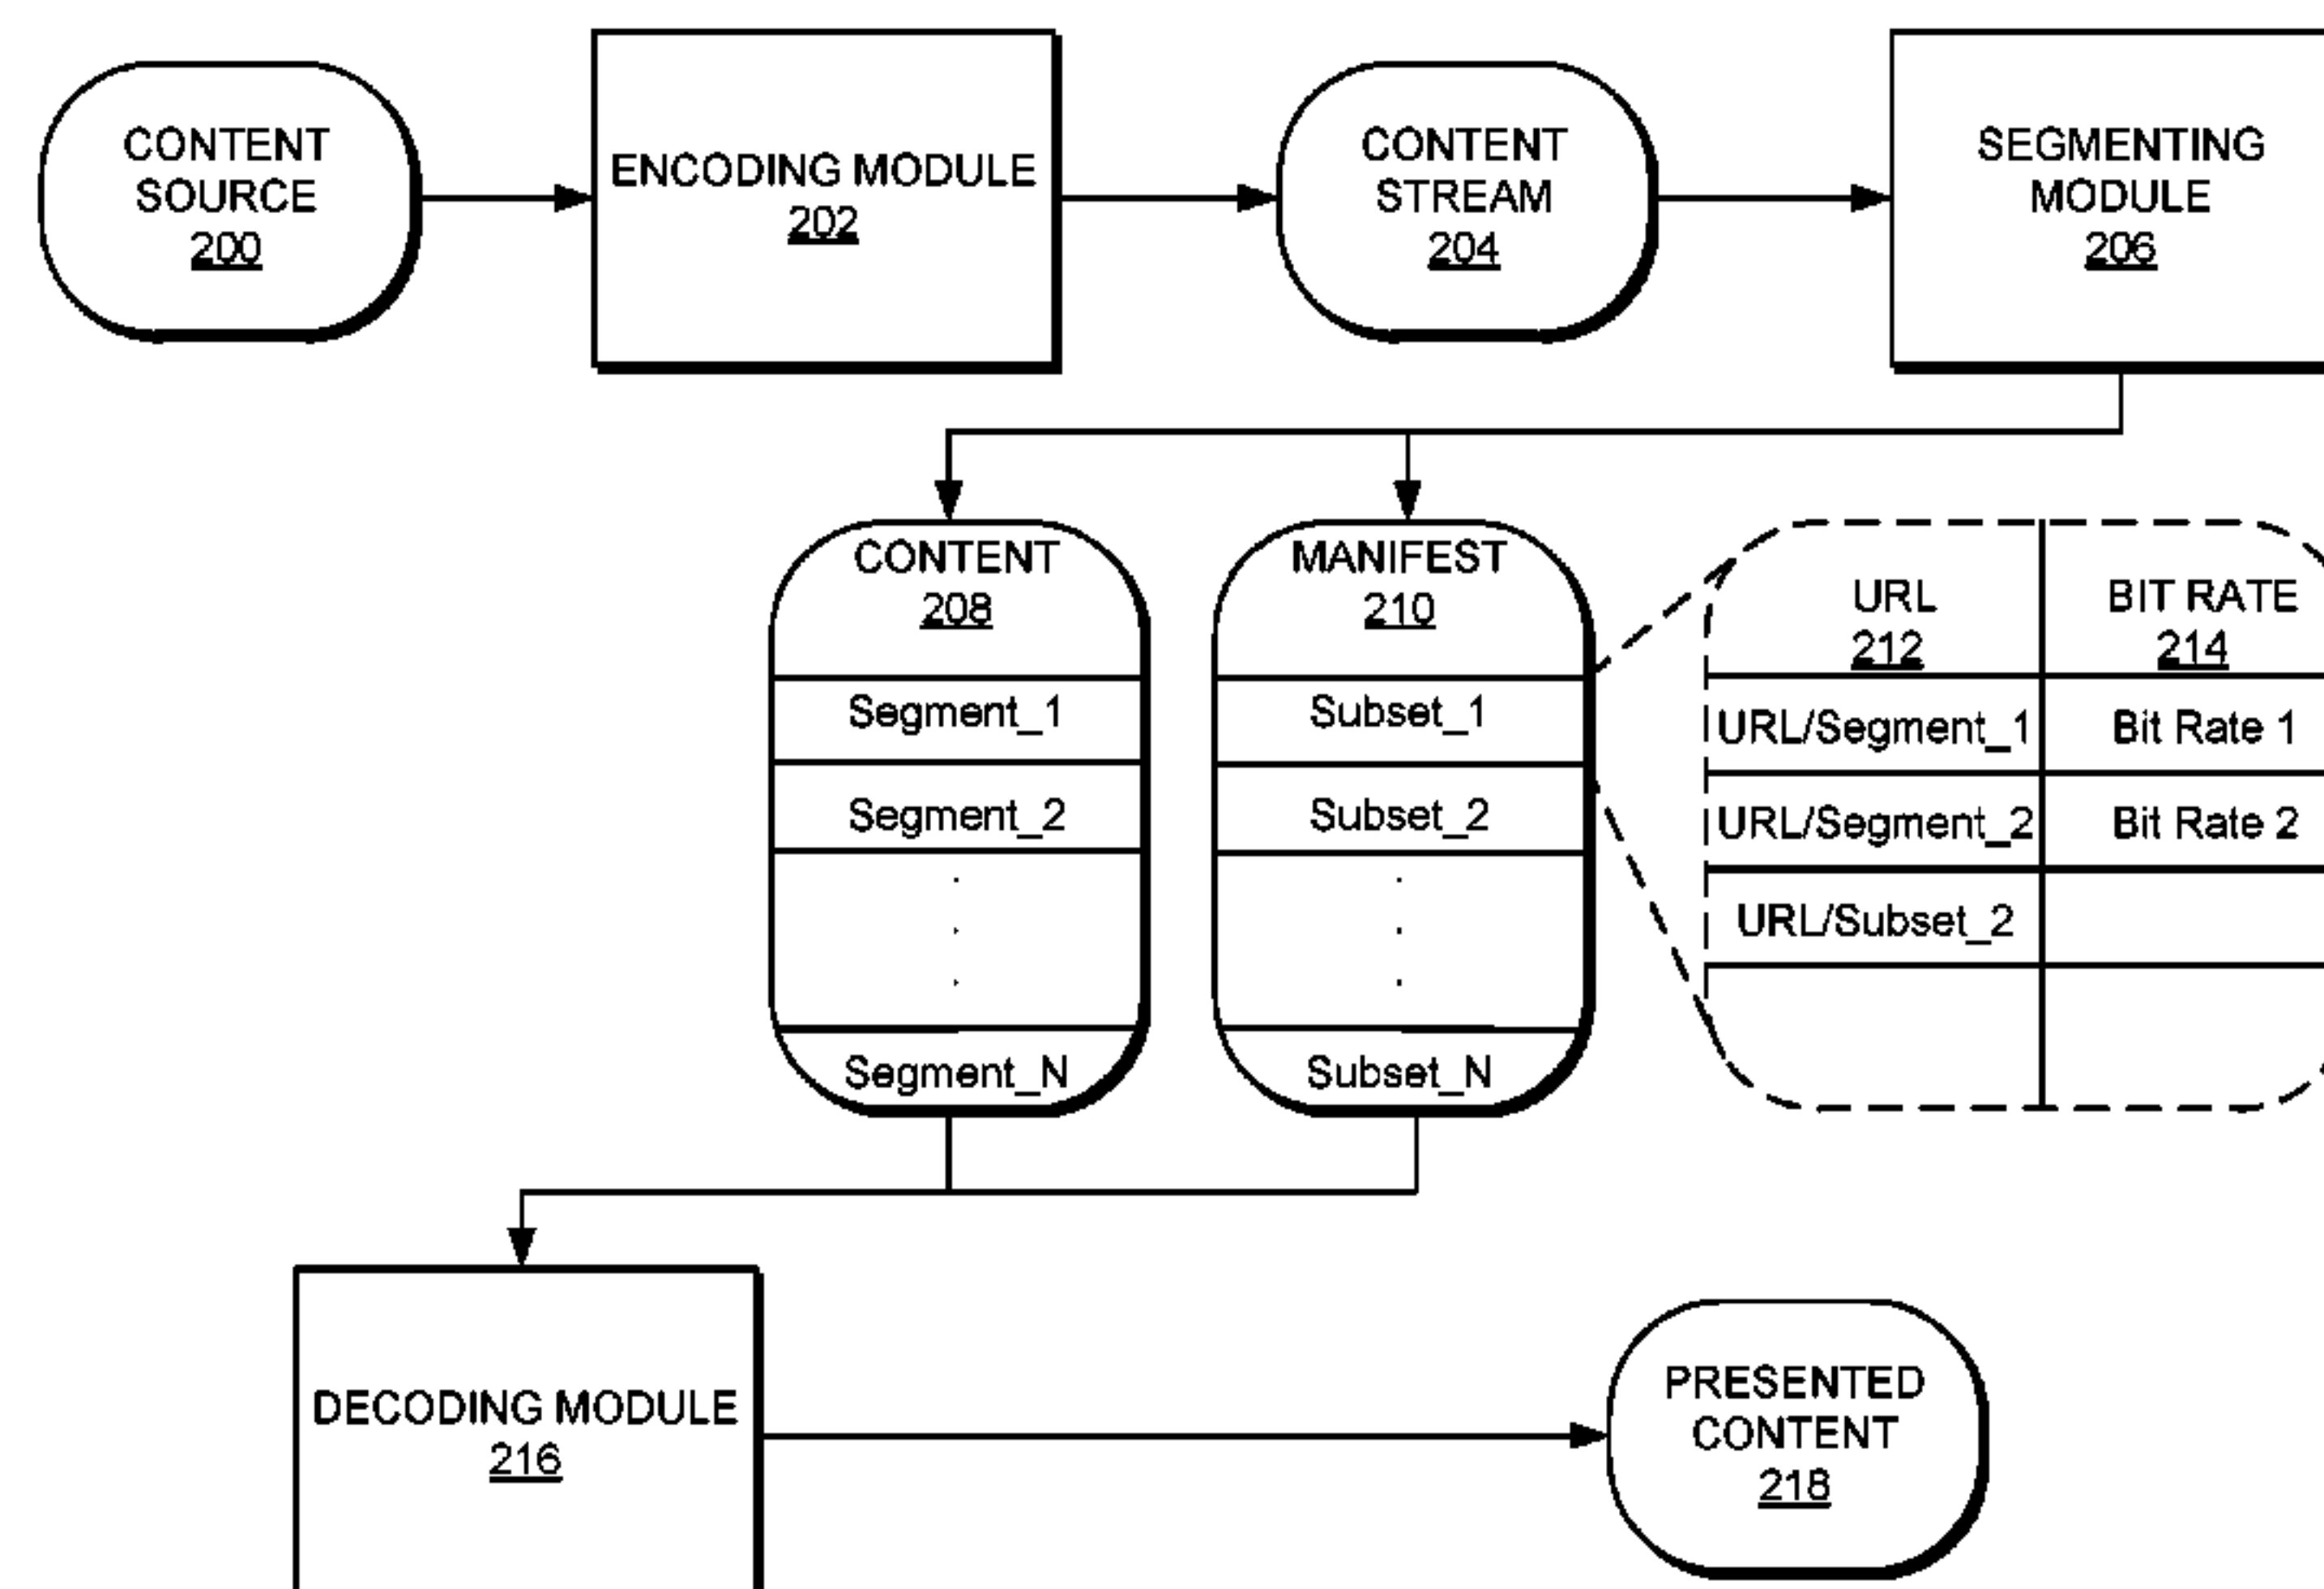 CONTENT
SOURCE
200
ENCODING MODULE
202
CONTENT
STREAM
204
SEGMENTING
MODULE
206
CONTENT
208
Segment_1
Segment_2
Segment_N
MANIFEST
210
Subset_1
Subset_2
Subset_N
URL
212
BIT RATE
214
URL/Segment_1
Bit Rate 1
URL/Segment_2
Bit Rate 2
URL/Subset_2
DECODING MODULE
216
PRESENTED
CONTENT
218